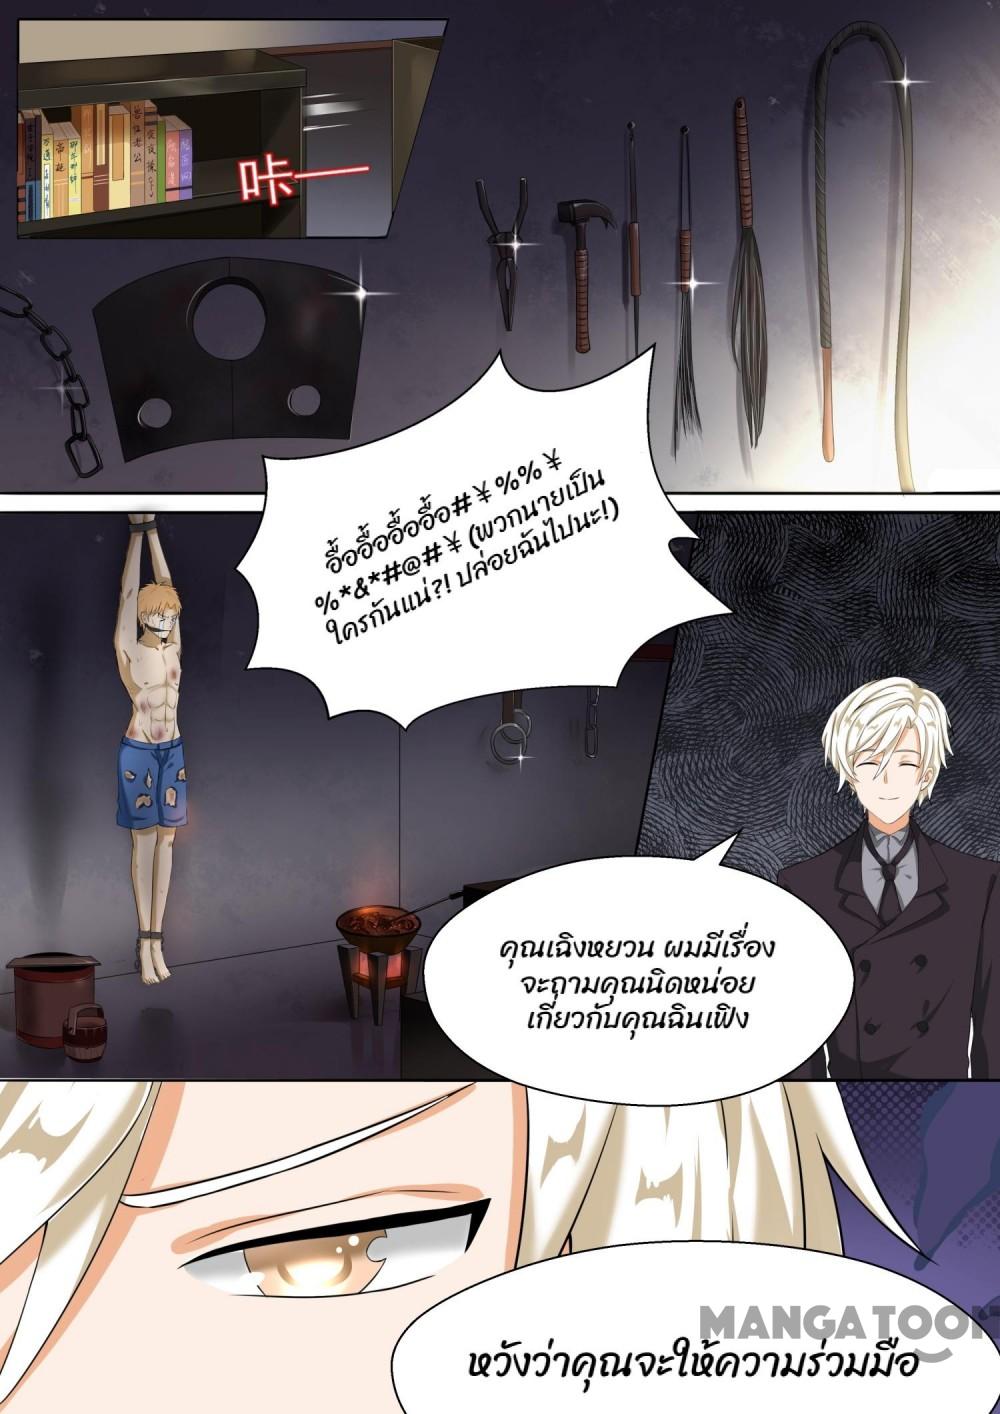 咔——
อื้ออื้ออื้ออื้อ#￥%%￥
%*&*#@#￥(พวกนายเป็น
ใครกันแน่?! ปล่อยฉันไปนะ!)
คุณเฉิงหยวน ผมมีเรื่อง
จะถามคุณนิดหน่อย
เกี่ยวกับคุณฉินเฟิง
MANGATOON
หวังว่าคุณจะให้ความร่วมมือ